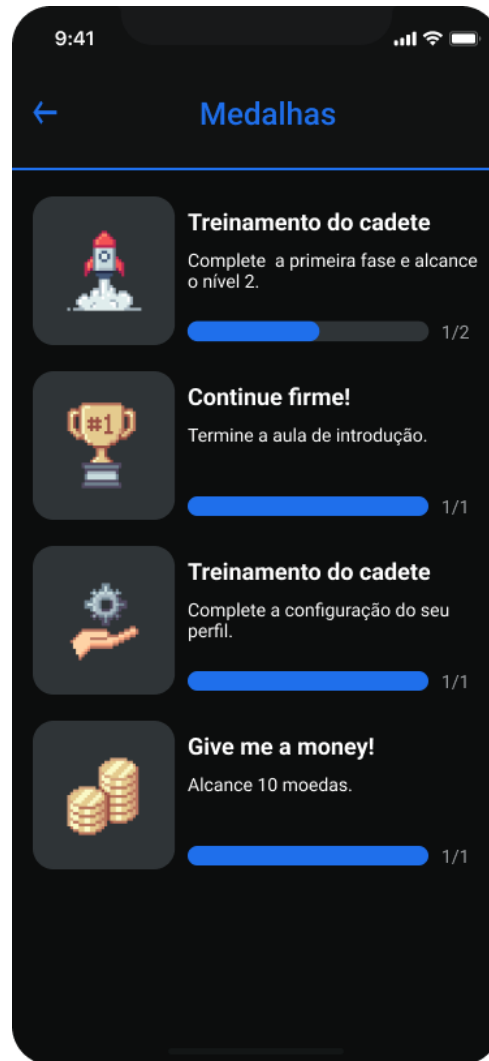 9:41
Medalhas
Treinamento do cadete
Complete  a primeira fase e alcance
o nível 2.
1/2
#1
Continue firme!
Termine a aula de introdução.
1/1
Treinamento do cadete
Complete a configuração do seu
perfil.
1/1
Give me a money!
Alcance 10 moedas.
1/1